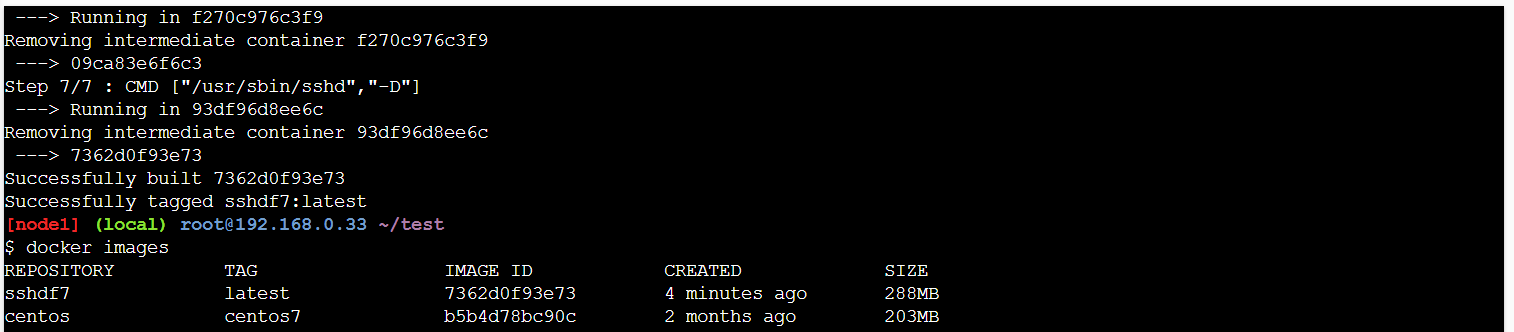 ---> Running in f270c976c3f9
Removing intermediate container f270c976c3f9
---> 09ca83e6f6c3
Step 7/7 : CMD ["/usr/sbin/sshd","-D"]
---> Running in 93df96d8ee6c
Removing intermediate container 93df96d8ee6c
---> 7362d0f93e73
Successfully built 7362d0f93e73
Successfully tagged sshdf7:latest
[node1] (local) root@192.168.0.33 ~/test
$ docker images
REPOSITORY TAG IMAGE ID CREATED SIZE
sshdf7 latest 7362d0f93e73 4 minutes ago 288MB
centos centos7 b5b4d78bc90c 2 months ago 203MB